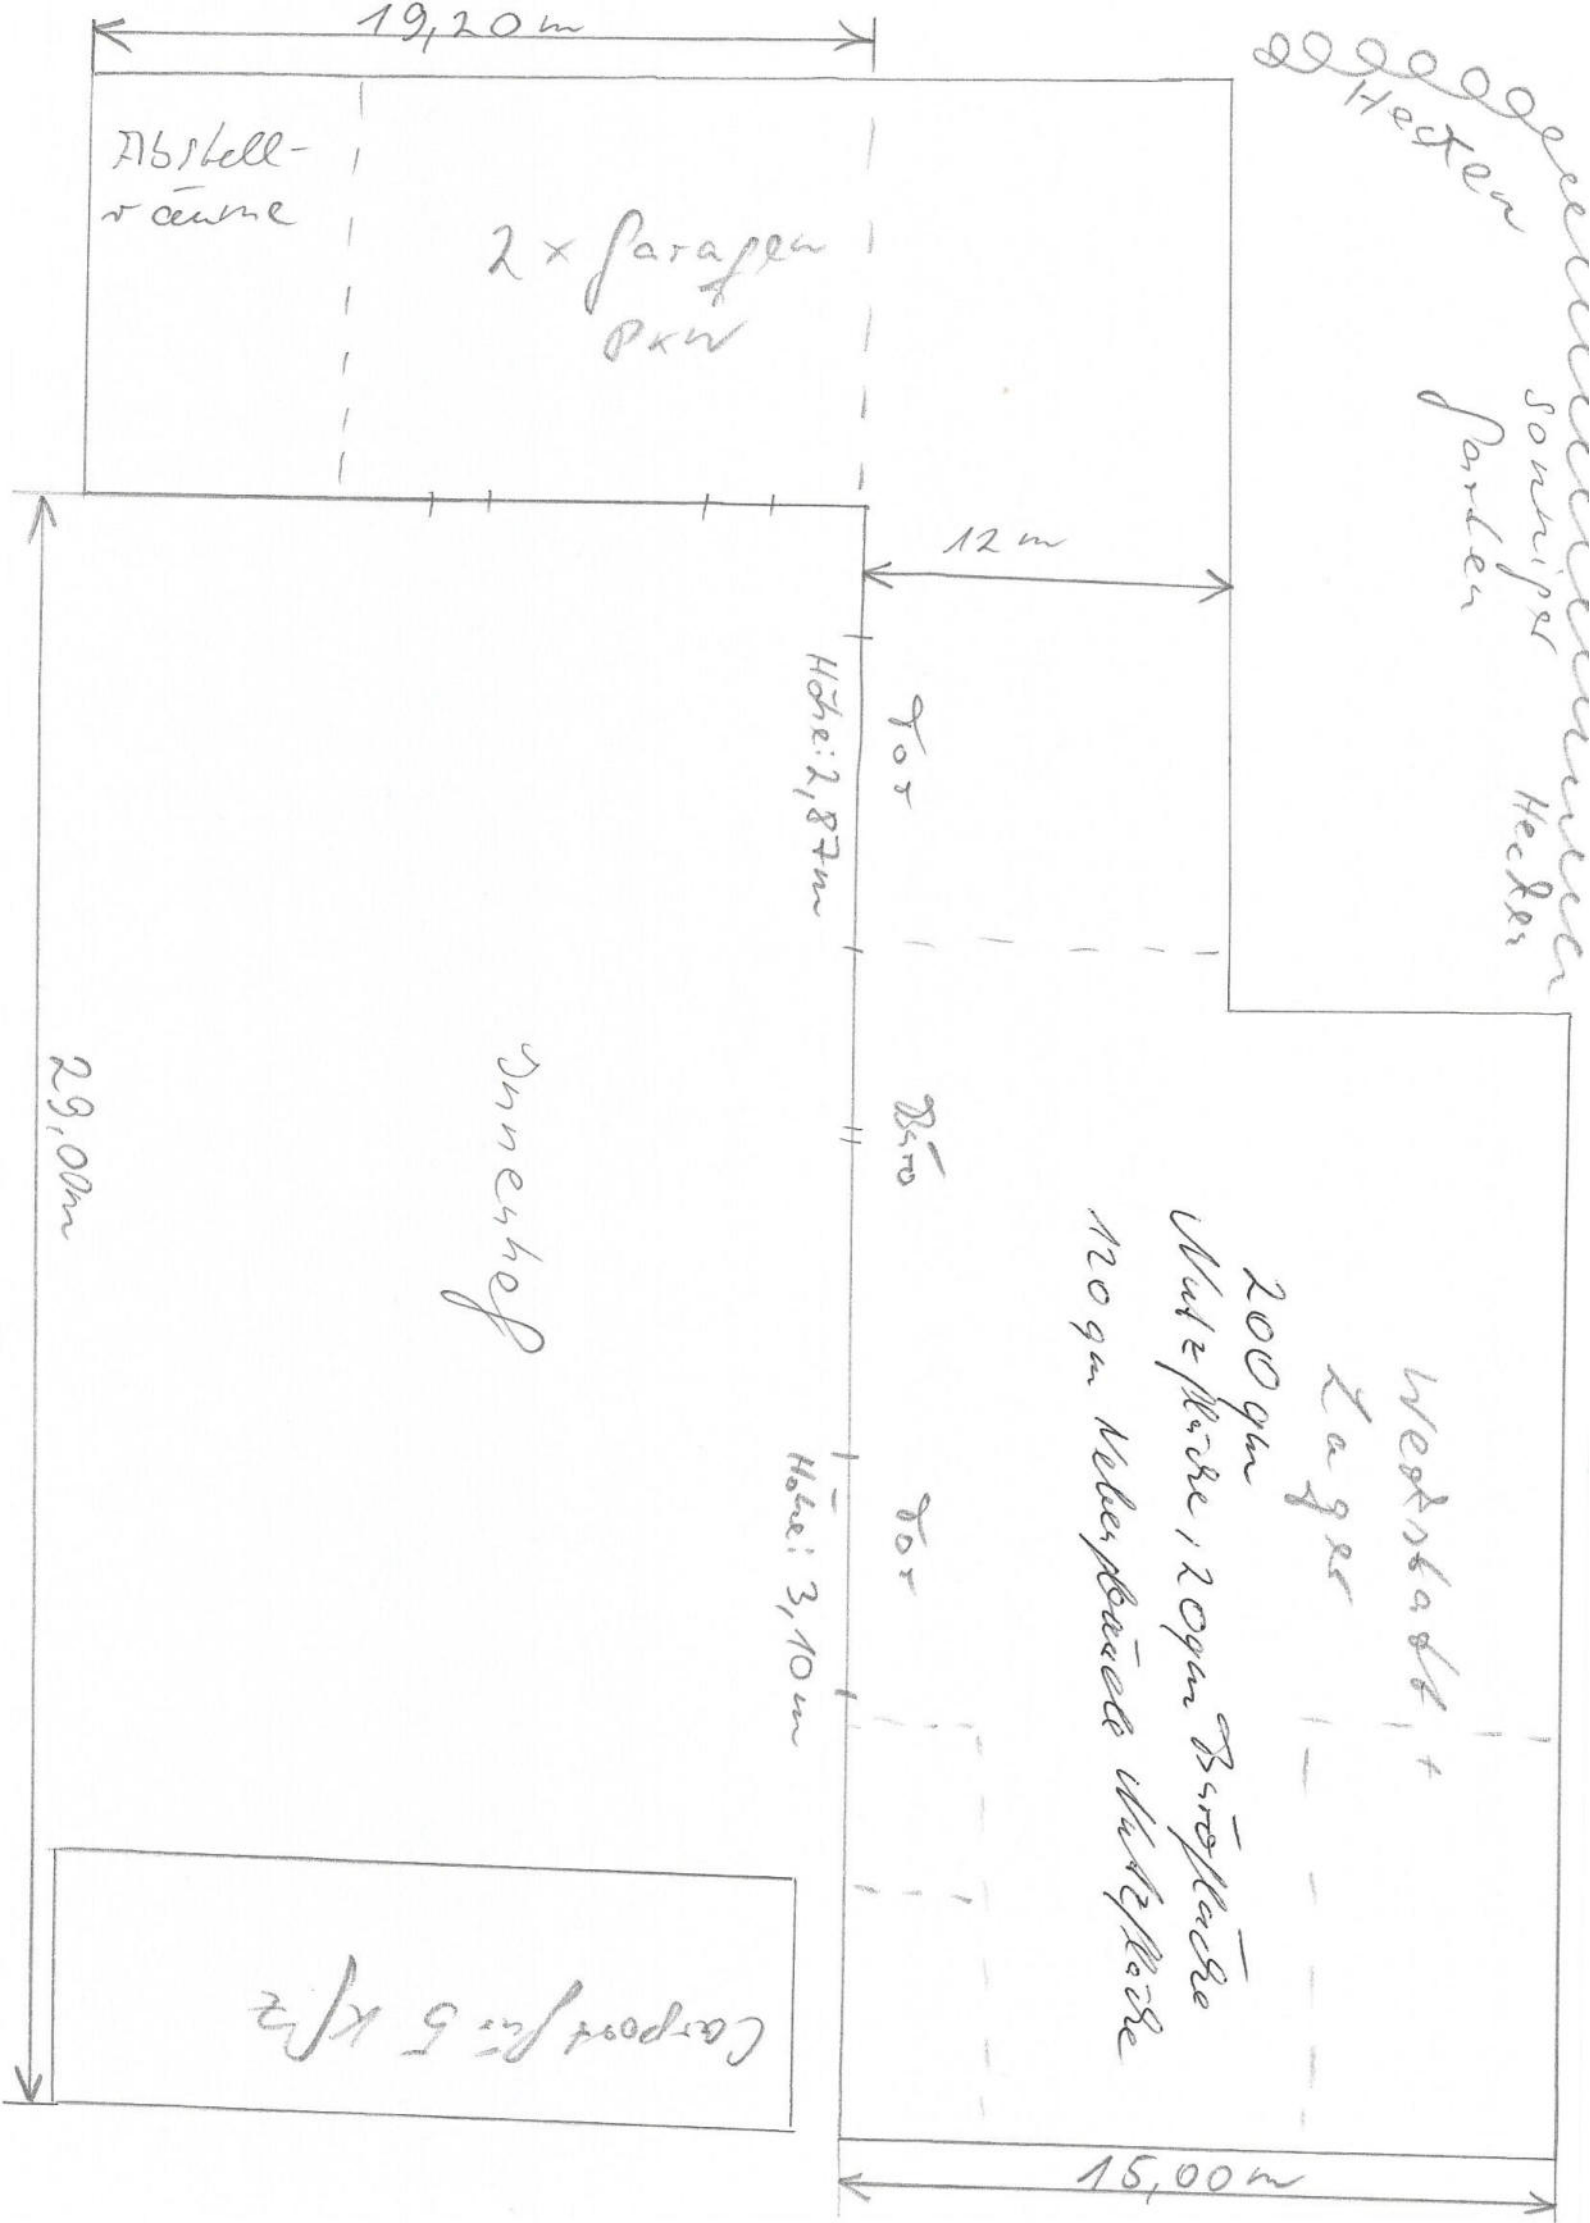 19,20 m
Abstell-
räume
2 x Garagen
PKW
Hecken
sonniger
Garten
Hecken
12 m
Tor
Höhe: 2,87 m
Büro
Innenhof
29,00m
Werkstatt +
Lager
200 qm
Nutzfläche, 20 qm Bürofläche
120 qm Nebengebäude Nutzfläche
Tor
Höhe: 3,10 m
Carport für 5 Kfz
15,00 m